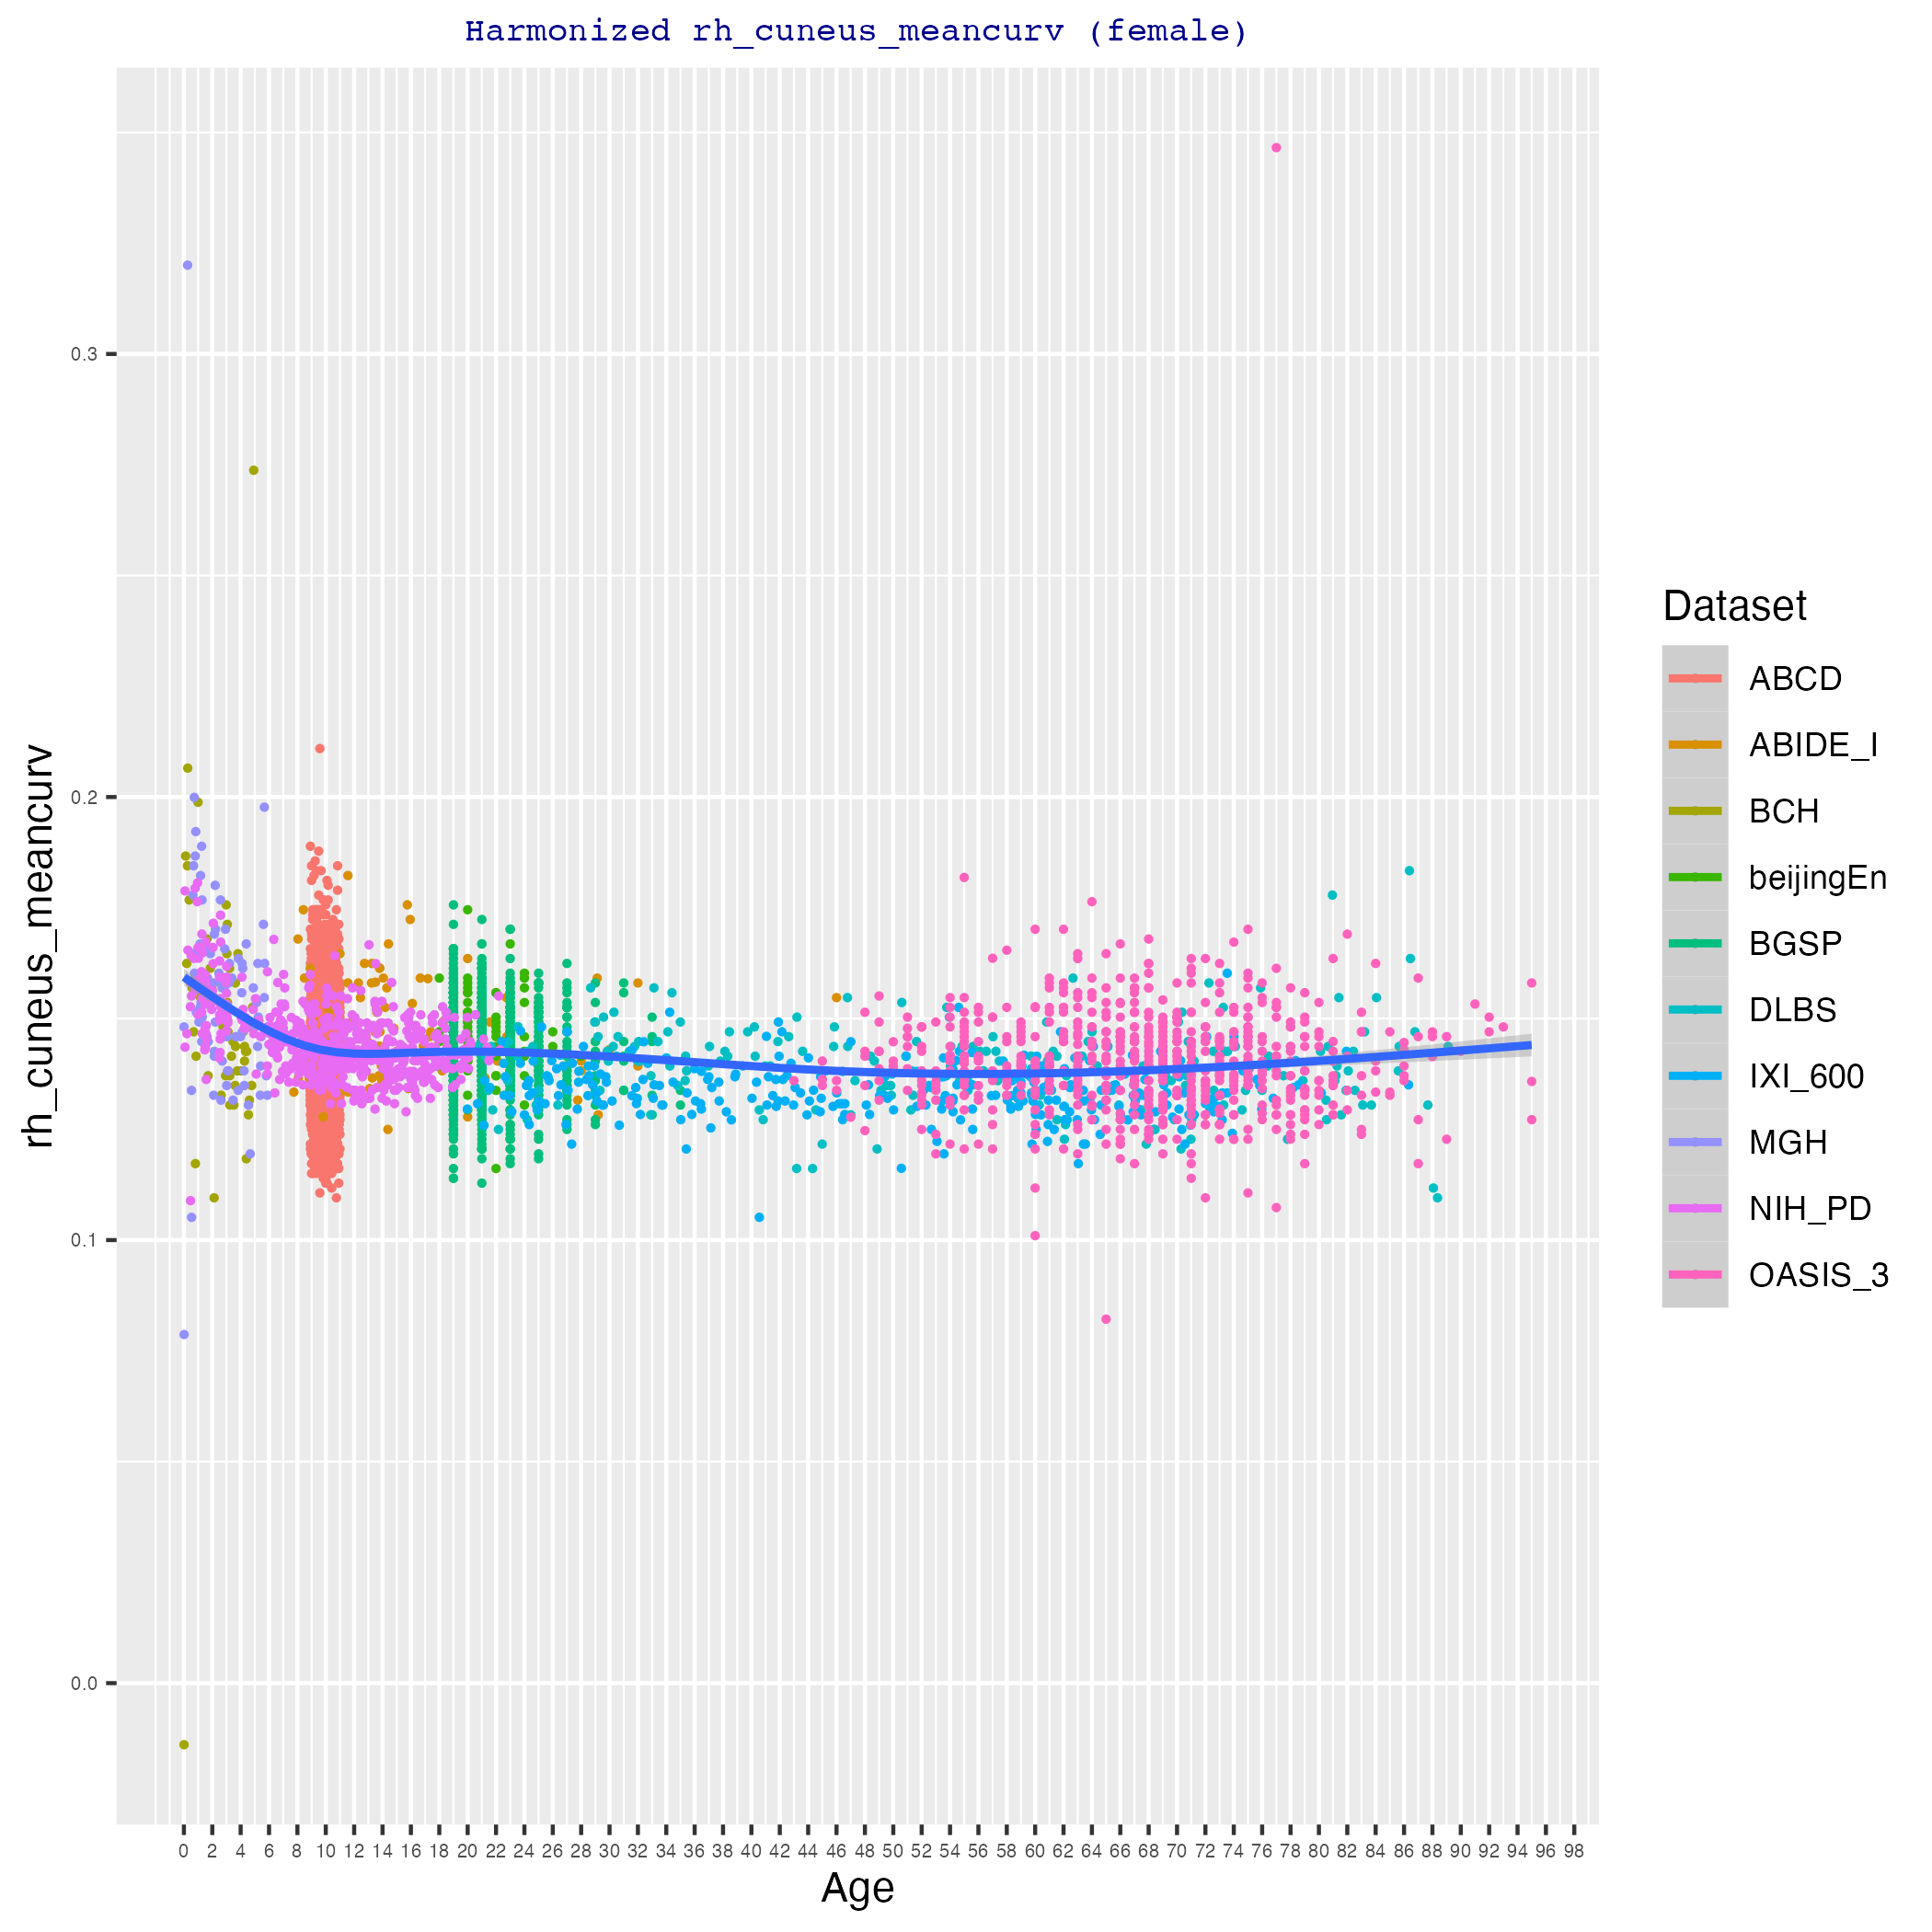 Harmonized rh_cuneus_meancurv (female)
rh_cuneus_meancurv
0.3
0.2
0.1
0.0
0 2 4 6 8 10 12 14 16 18 20 22 24 26 28 30 32 34 36 38 40 42 44 46 48 50 52 54 56 58 60 62 64 66 68 70 72 74 76 78 80 82 84 86 88 90 92 94 96 98
Age
Dataset
ABCD
ABIDE_I
BCH
beijingEn
BGSP
DLBS
IXI_600
MGH
NIH_PD
OASIS_3